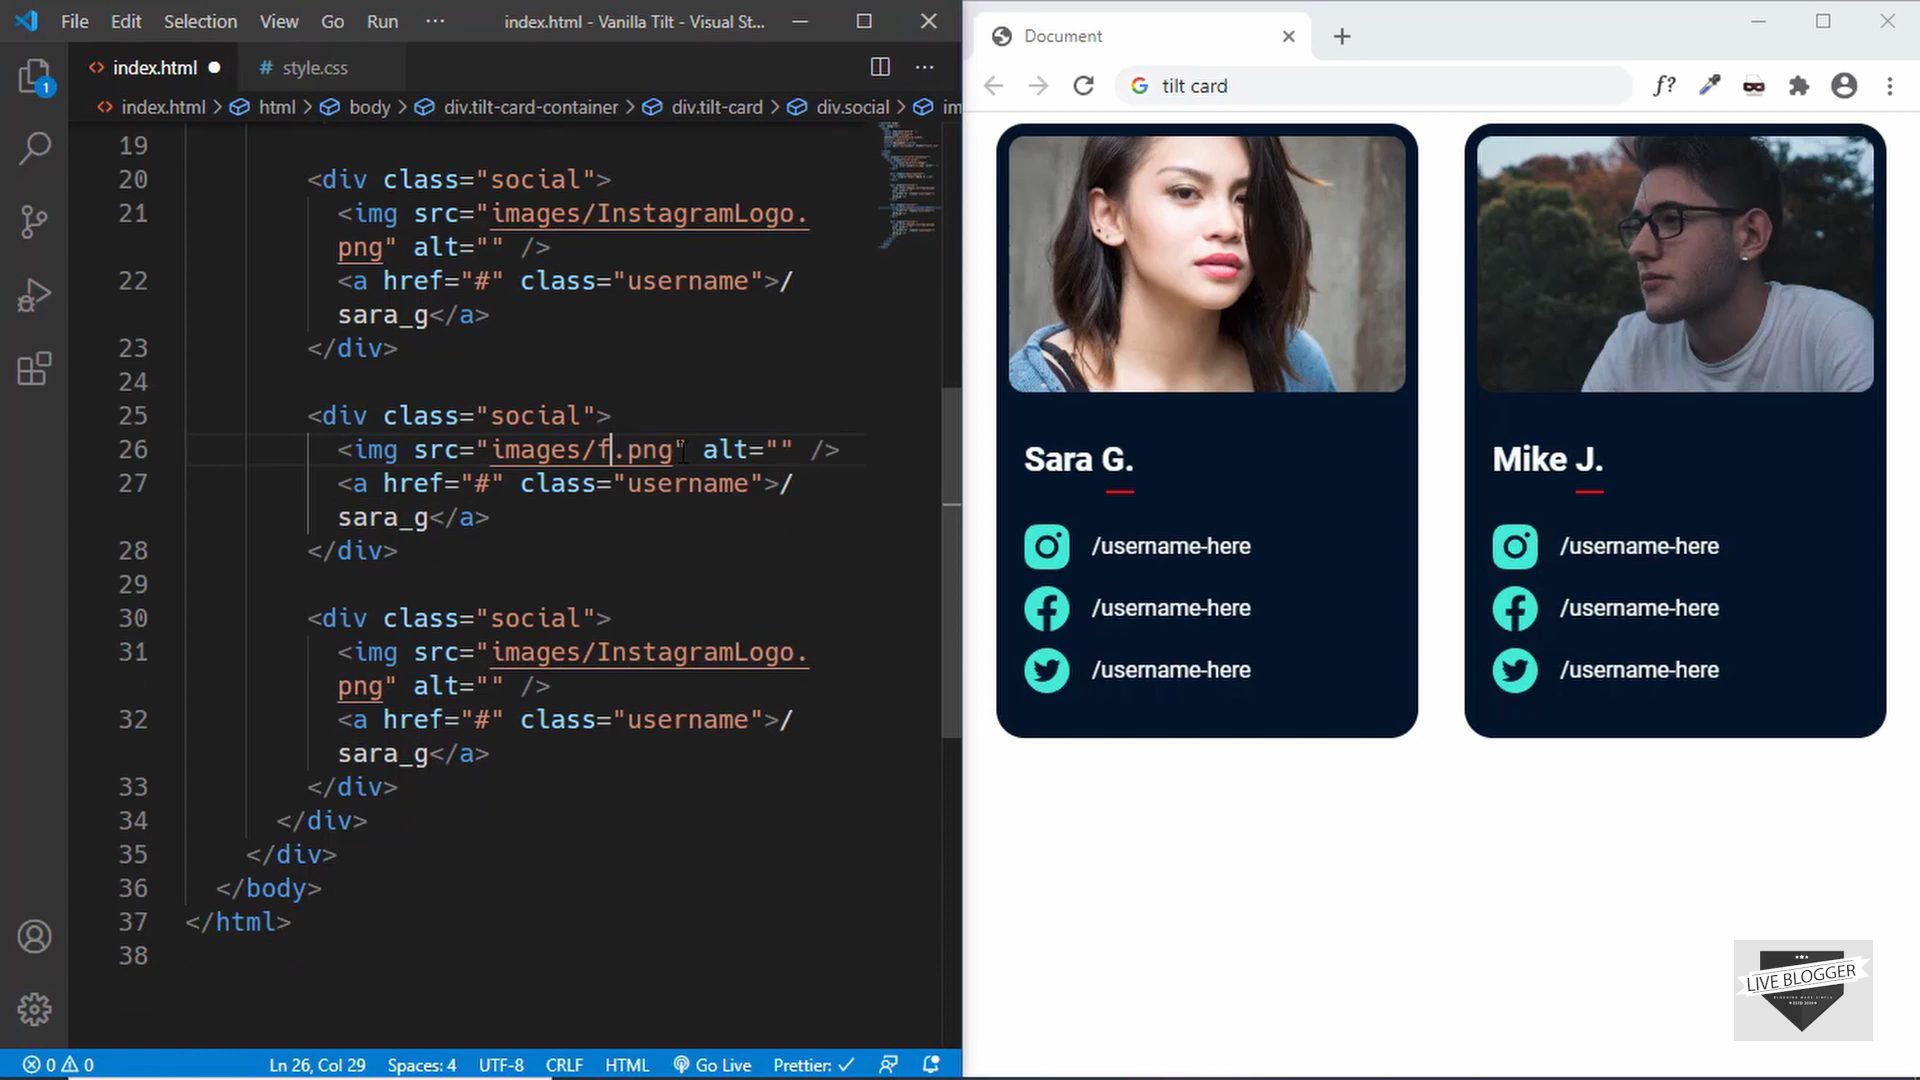 File Edit Selection View Go Run ··· index.html - Vanilla Tilt - Visual St...
index.html
# style.css
index.html > html > body > div.tilt-card-container > div.tilt-card > div.social > im
19
20 <div class="social">
21 <img src="images/InstagramLogo.
png" alt="" />
22 <a href="#" class="username">/
sara_g</a>
23 </div>
24
25 <div class="social">
26 <img src="images/f.png" alt="" />
27 <a href="#" class="username">/
sara_g</a>
28 </div>
29
30 <div class="social">
31 <img src="images/InstagramLogo.
png" alt="" />
32 <a href="#" class="username">/
sara_g</a>
33 </div>
34 </div>
35 </div>
36 </body>
37 </html>
38
1
0 0 Ln 26, Col 29 Spaces: 4 UTF-8 CRLF HTML Go Live Prettier: ✓
Document
tilt card
f?
Sara G.
/username-here
/username-here
/username-here
Mike J.
/username-here
/username-here
/username-here
LIVE BLOGGER